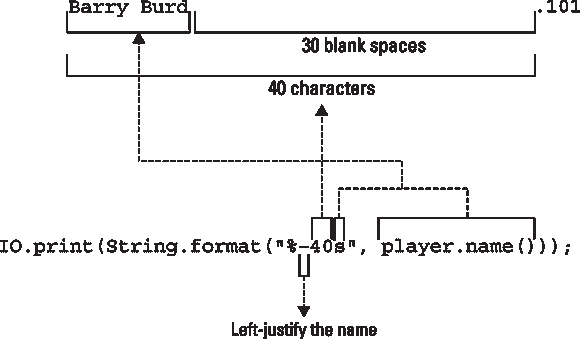 Barry Burd .101
30 blank spaces
40 characters
IO.print(String.format("%-40s", player.name()));
Left-justify the name